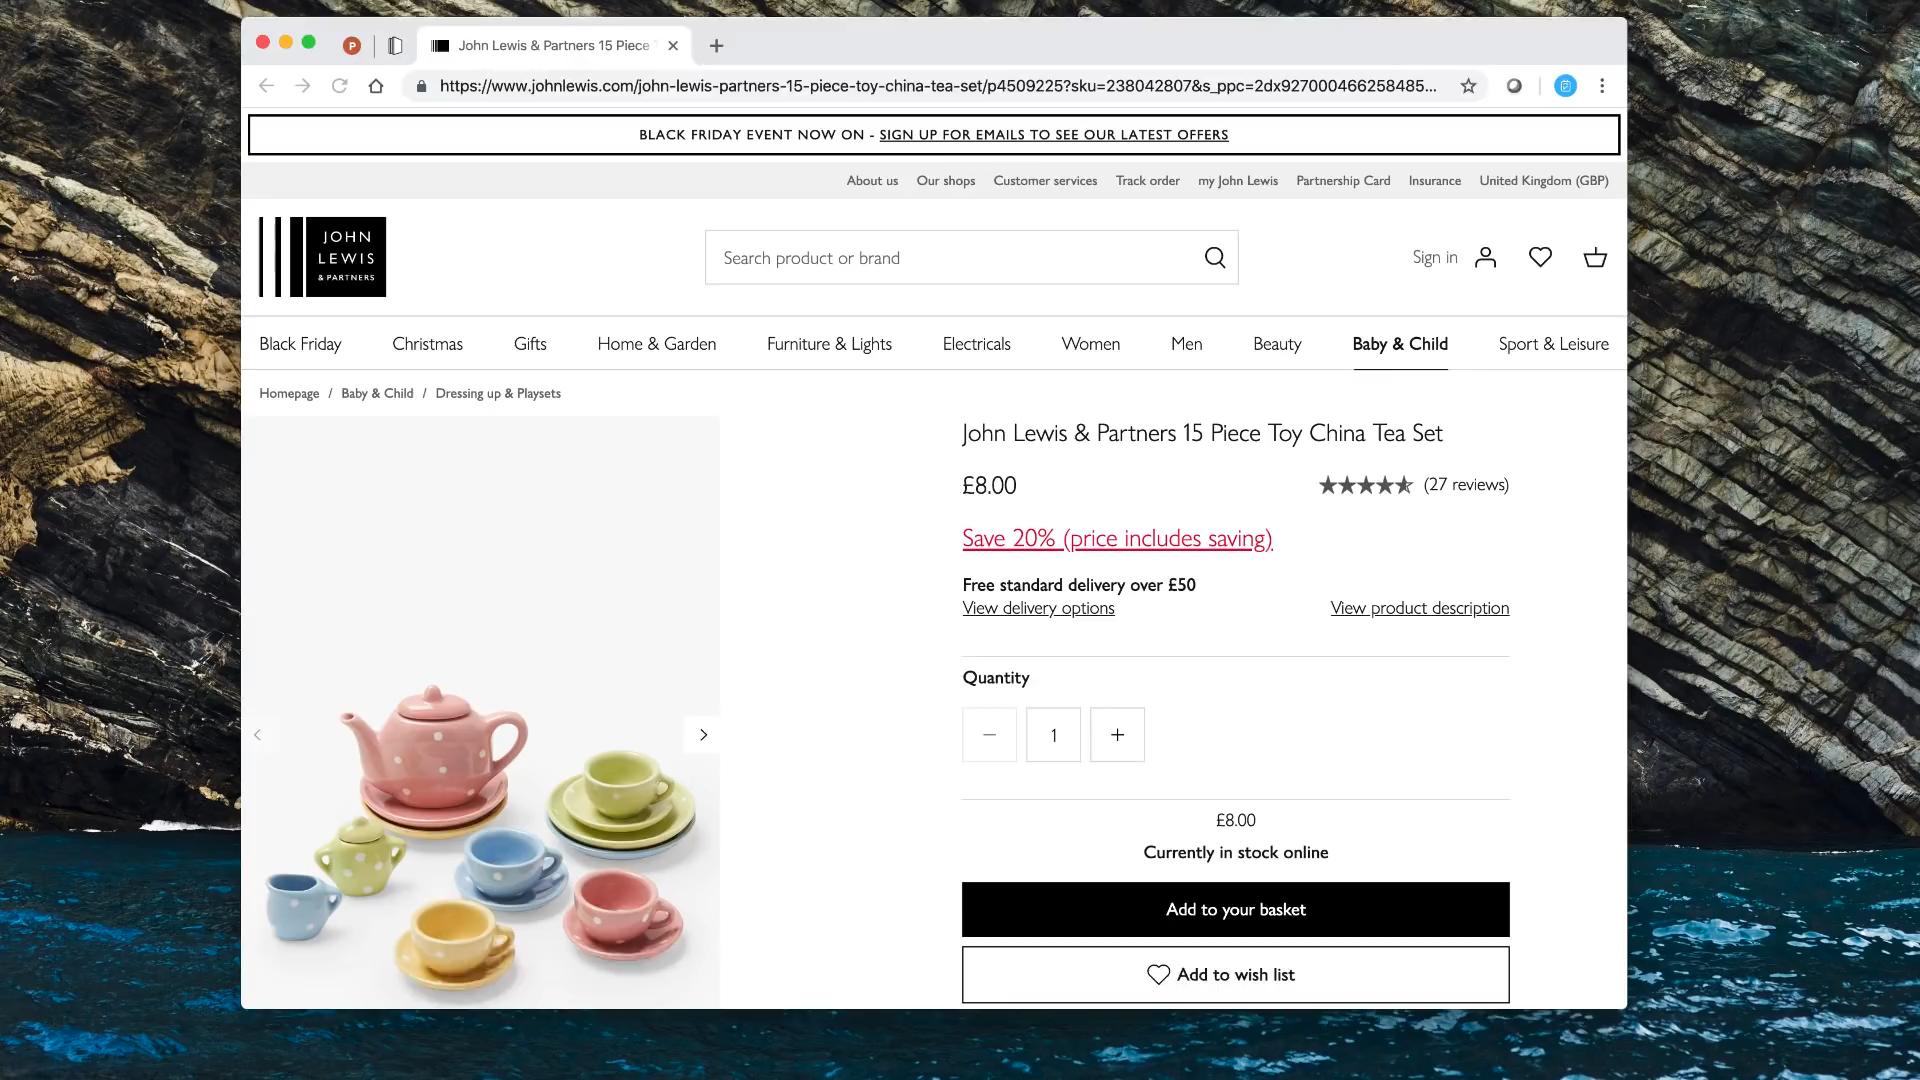 P
John Lewis & Partners 15 Piece
https://www.johnlewis.com/john-lewis-partners-15-piece-toy-china-tea-set/p4509225?sku=238042807&s_ppc=2dx927000466258485...
BLACK FRIDAY EVENT NOW ON - SIGN UP FOR EMAILS TO SEE OUR LATEST OFFERS
About us Our shops Customer services Track order my John Lewis Partnership Card Insurance United Kingdom (GBP)
JOHN
LEWIS
& PARTNERS
Search product or brand
Sign in
Black Friday Christmas Gifts Home & Garden Furniture & Lights Electricals Women Men Beauty Baby & Child Sport & Leisure
Homepage / Baby & Child / Dressing up & Playsets
John Lewis & Partners 15 Piece Toy China Tea Set
£8.00 (27 reviews)
Save 20% (price includes saving)
Free standard delivery over £50
View delivery options View product description
Quantity
1
£8.00
Currently in stock online
Add to your basket
Add to wish list